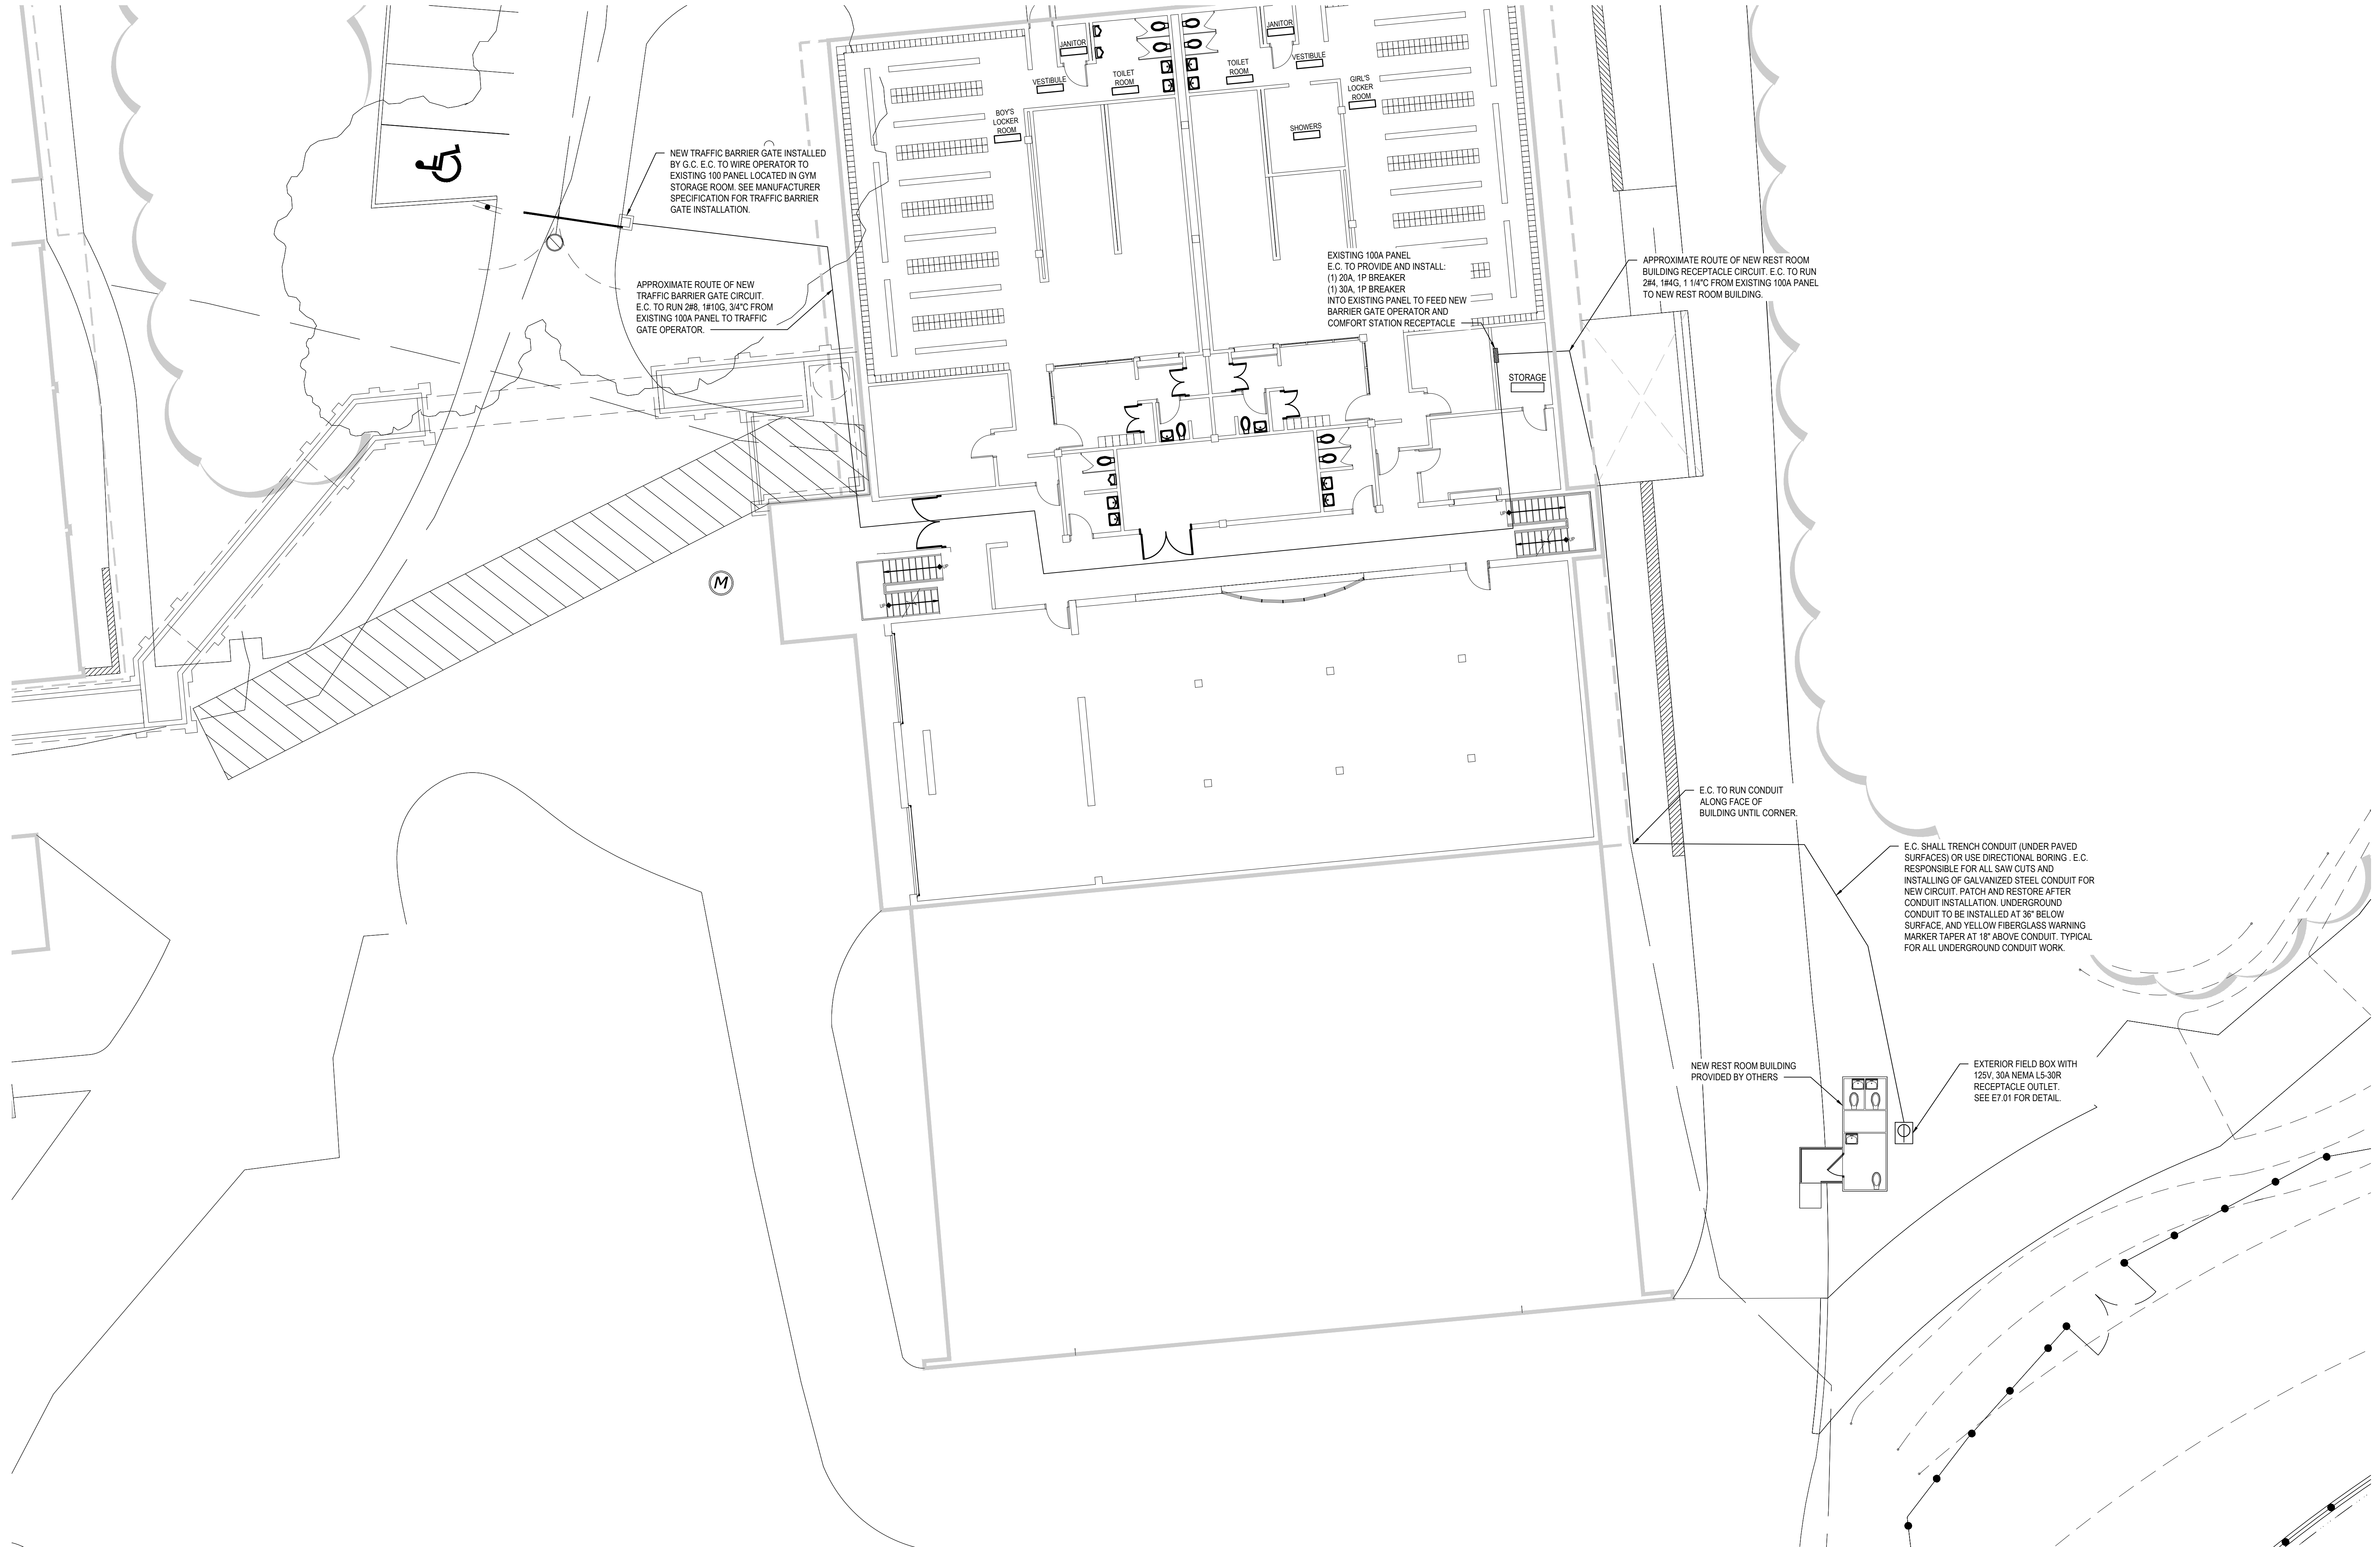 JANITOR
VESTIBULE
TOILET
ROOM
TOILET
ROOM
JANITOR
VESTIBULE
BOY'S
LOCKER
ROOM
GIRL'S
LOCKER
ROOM
SHOWERS
NEW TRAFFIC BARRIER GATE INSTALLED
BY G.C. E.C. TO WIRE OPERATOR TO
EXISTING 100 PANEL LOCATED IN GYM
STORAGE ROOM. SEE MANUFACTURER
SPECIFICATION FOR TRAFFIC BARRIER
GATE INSTALLATION.
APPROXIMATE ROUTE OF NEW
TRAFFIC BARRIER GATE CIRCUIT.
E.C. TO RUN 2#8, 1#10G, 3/4"C FROM
EXISTING 100A PANEL TO TRAFFIC
GATE OPERATOR.
EXISTING 100A PANEL
E.C. TO PROVIDE AND INSTALL:
(1) 20A, 1P BREAKER
(1) 30A, 1P BREAKER
INTO EXISTING PANEL TO FEED NEW
BARRIER GATE OPERATOR AND
COMFORT STATION RECEPTACLE
APPROXIMATE ROUTE OF NEW REST ROOM
BUILDING RECEPTACLE CIRCUIT. E.C. TO RUN
2#4, 1#4G, 1 1/4"C FROM EXISTING 100A PANEL
TO NEW REST ROOM BUILDING.
STORAGE
UP
UP
UP
UP
M
E.C. TO RUN CONDUIT
ALONG FACE OF
BUILDING UNTIL CORNER.
E.C. SHALL TRENCH CONDUIT (UNDER PAVED
SURFACES) OR USE DIRECTIONAL BORING . E.C.
RESPONSIBLE FOR ALL SAW CUTS AND
INSTALLING OF GALVANIZED STEEL CONDUIT FOR
NEW CIRCUIT. PATCH AND RESTORE AFTER
CONDUIT INSTALLATION. UNDERGROUND
CONDUIT TO BE INSTALLED AT 36" BELOW
SURFACE, AND YELLOW FIBERGLASS WARNING
MARKER TAPER AT 18" ABOVE CONDUIT. TYPICAL
FOR ALL UNDERGROUND CONDUIT WORK.
NEW REST ROOM BUILDING
PROVIDED BY OTHERS
EXTERIOR FIELD BOX WITH
125V, 30A NEMA L5-30R
RECEPTACLE OUTLET.
SEE E7.01 FOR DETAIL.